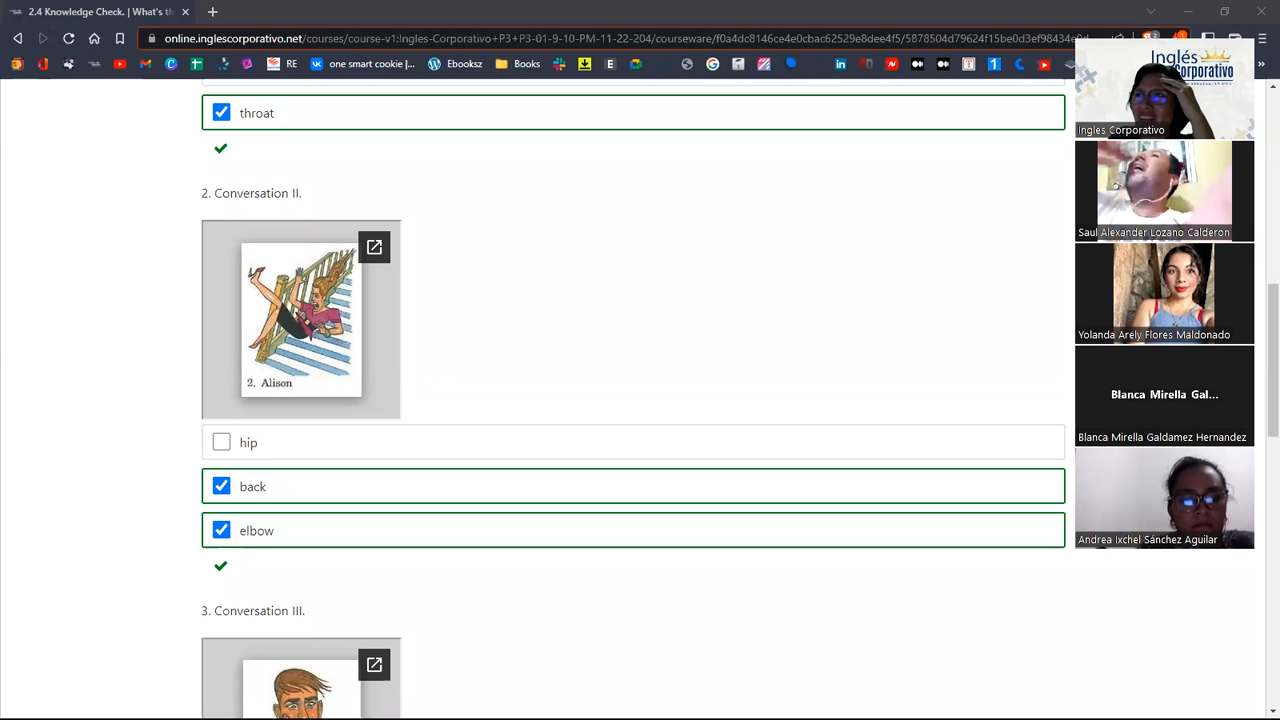 2.4 Knowledge Check. | What's th
online.inglescorporativo.net/courses/course-v1:Ingles-Corporativo+P3+P3-01-9-10-PM-11-22-204/courseware/f0a4dc8146ce4e0cbac52529e8dee4f5/5878504d79624f15be0d3ef98434e0d
RE
one smart cookie |...
Ebooks
Books
throat
2. Conversation II.
2. Alison
hip
back
elbow
3. Conversation III.
Inglés
Corporativo
Ingles Corporativo
Saul Alexander Lozano Calderon
Yolanda Arely Flores Maldonado
Blanca Mirella Gal...
Blanca Mirella Galdamez Hernandez
Andrea Ixchel Sánchez Aguilar